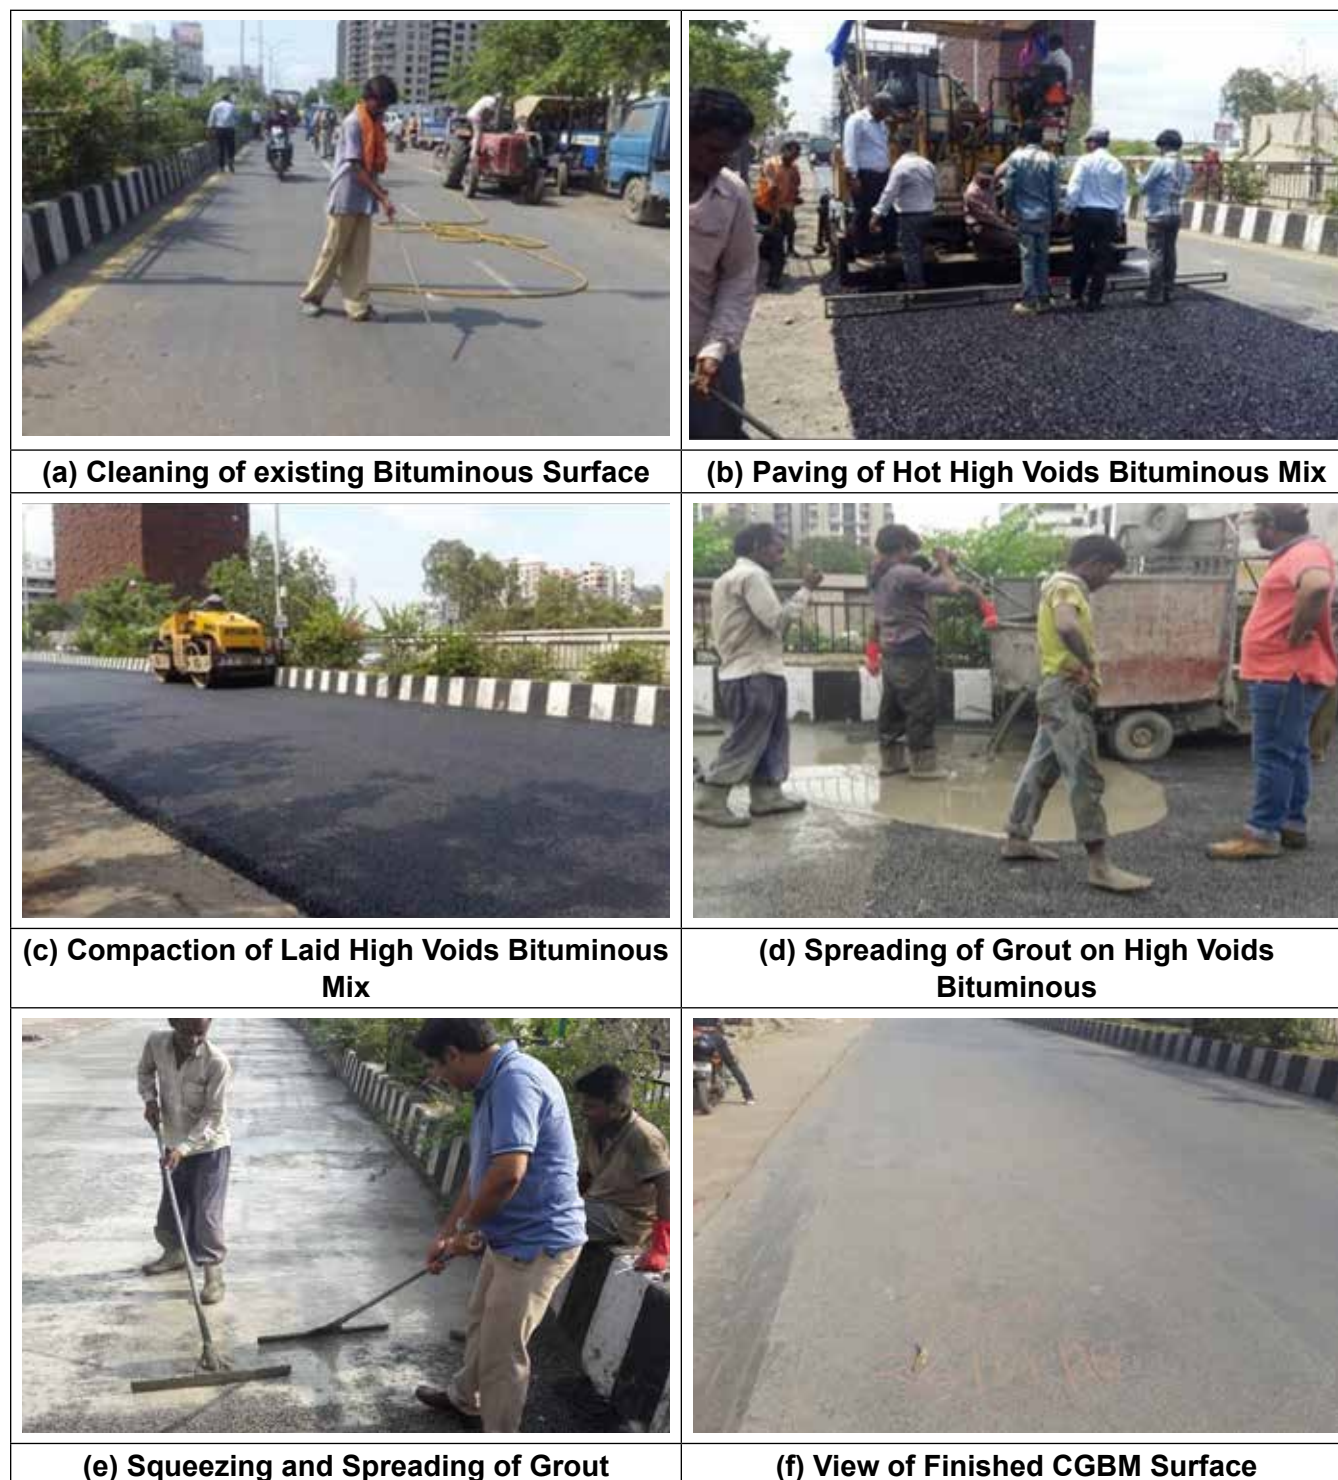 (a) Cleaning of existing Bituminous Surface
(b) Paving of Hot High Voids Bituminous Mix
(c) Compaction of Laid High Voids Bituminous
Mix
(d) Spreading of Grout on High Voids
Bituminous
(e) Squeezing and Spreading of Grout
(f) View of Finished CGBM Surface